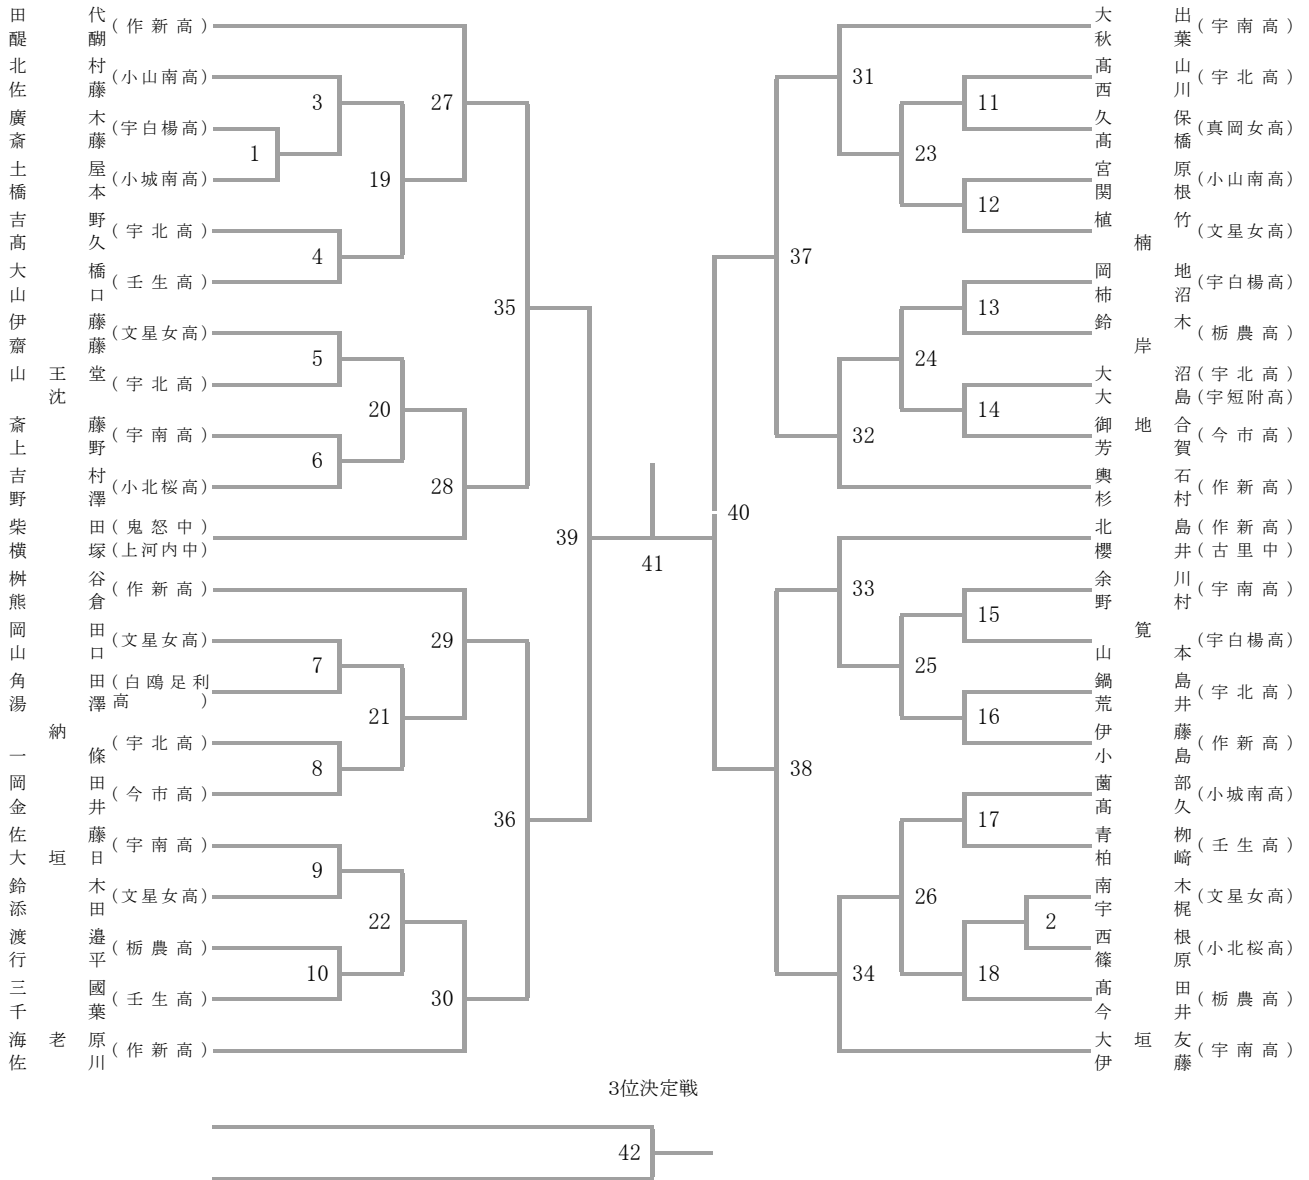 田代
醍醐 (作新高)
北村
佐藤 (小山南高)
廣木
斎藤 (宇白楊高)
土屋
橋本 (小城南高)
吉野
髙久 (宇北高)
大橋
山口 (壬生高)
伊藤
齋藤 (文星女高)
山王堂
沈 (宇北高)
斎藤
上野 (宇南高)
吉村
野澤 (小北桜高)
柴田 (鬼怒中)
横塚 (上河内中)
桝谷
熊倉 (作新高)
岡田
山口 (文星女高)
角田
湯澤 (白鴎足利高)
納
一條 (宇北高)
岡田
金井 (今市高)
佐藤
大垣日 (宇南高)
鈴木
添田 (文星女高)
渡邉
行平 (栃農高)
三國
千葉 (壬生高)
海老原
佐川 (作新高)
1
3
4
5
6
7
8
9
10
19
20
21
22
27
28
29
30
35
36
39
41
40
37
38
31
32
33
34
23
24
25
26
11
12
13
14
15
16
17
18
2
大出
秋葉 (宇南高)
髙山
西川 (宇北高)
久保
髙橋 (真岡女高)
宮原
関根 (小山南高)
植竹
楠 (文星女高)
岡地
柿沼 (宇白楊高)
鈴木
岸 (栃農高)
大沼 (宇北高)
大島 (宇短附高)
御地合
芳賀 (今市高)
輿石
杉村 (作新高)
北島 (作新高)
櫻井 (古里中)
余川
野村 (宇南高)
筧
山本 (宇白楊高)
鍋島
荒井 (宇北高)
伊藤
小島 (作新高)
薗部
髙久 (小城南高)
青栁
柏﨑 (壬生高)
南木
宇梶 (文星女高)
西根
篠原 (小北桜高)
髙田
今井 (栃農高)
大垣友
伊藤 (宇南高)
3位決定戦
42